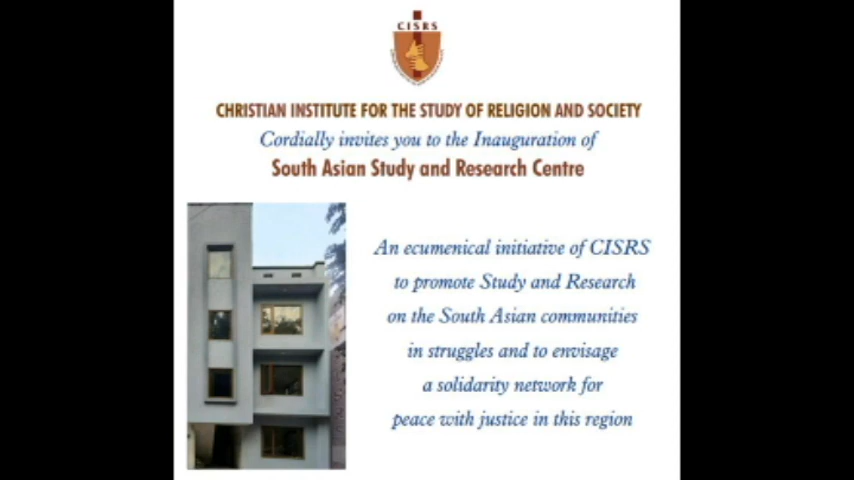 CISRS
CHRISTIAN INSTITUTE FOR THE STUDY OF RELIGION AND SOCIETY
Cordially invites you to the Inauguration of
South Asian Study and Research Centre
An ecumenical initiative of CISRS
to promote Study and Research
on the South Asian communities
in struggles and to envisage
a solidarity network for
peace with justice in this region